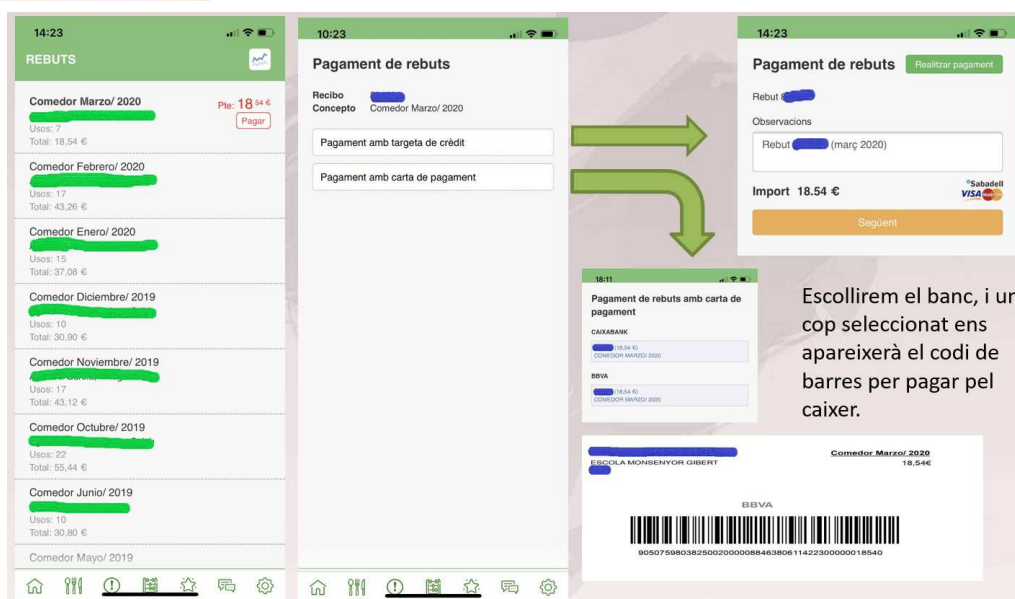 14:23
REBUTS
Comedor Marzo/ 2020
Pte: 18 54 €
Pagar
Usos: 7
Total: 18,54 €
Comedor Febrero/ 2020
Usos: 17
Total: 43,26 €
Comedor Enero/ 2020
Usos: 15
Total: 37,08 €
Comedor Diciembre/ 2019
Usos: 10
Total: 30,90 €
Comedor Noviembre/ 2019
Usos: 17
Total: 43,12 €
Comedor Octubre/ 2019
Usos: 22
Total: 55,44 €
Comedor Junio/ 2019
Usos: 10
Total: 30,80 €
Comedor Mayo/ 2019
10:23
Pagament de rebuts
Recibo
Concepto Comedor Marzo/ 2020
Pagament amb targeta de crèdit
Pagament amb carta de pagament
14:23
Pagament de rebuts
Realitzar pagament
Rebut
Observacions
Rebut (març 2020)
Import 18.54 €
Sabadell
VISA
Següent
18:11
Pagament de rebuts amb carta de
pagament
CAIXABANK
(18,54 €)
COMEDOR MARZO/ 2020
BBVA
(18,54 €)
COMEDOR MARZO/ 2020
Escollirem el banc, i un
cop seleccionat ens
apareixerà el codi de
barres per pagar pel
caixer.
ESCOLA MONSENYOR GIBERT
Comedor Marzo/ 2020
18,54€
BBVA